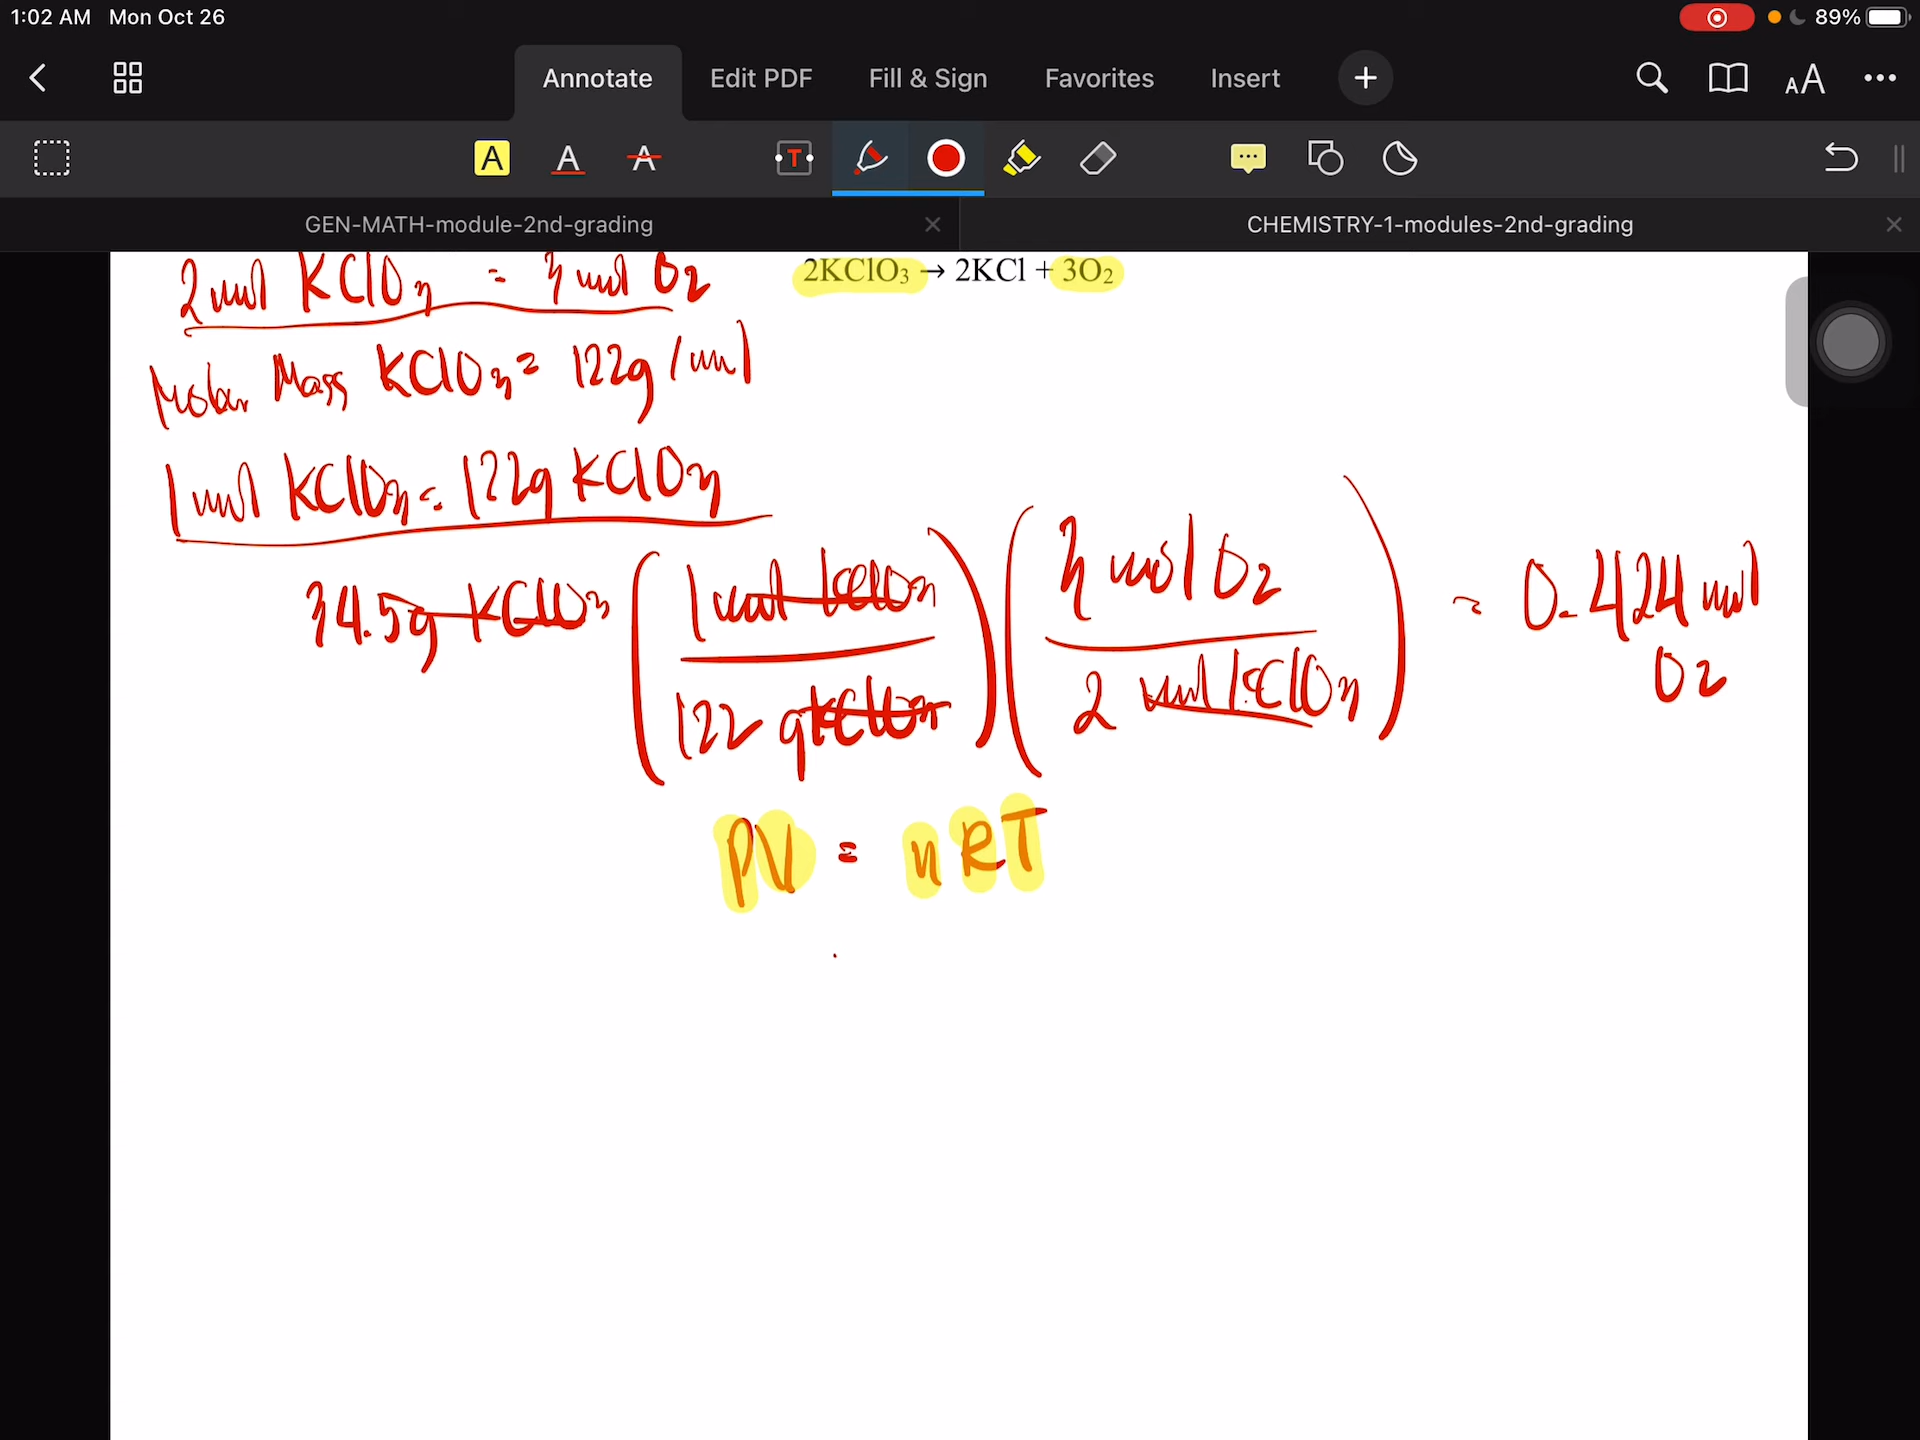 1:02 AM Mon Oct 26 89%
Annotate Edit PDF Fill & Sign Favorites Insert + AA
A A A T
GEN-MATH-module-2nd-grading × CHEMISTRY-1-modules-2nd-grading ×
2 mol KClO3 = 3 mol O2
2KClO₃ → 2KCl + 3O₂
Molar Mass KClO3 = 122g/mol
1 mol KClO3 = 122g KClO3
34.5g KClO3 (1 mol KClO3 / 122 g KClO3) (3 mol O2 / 2 mol KClO3) = 0.424 mol O2
PV = nRT